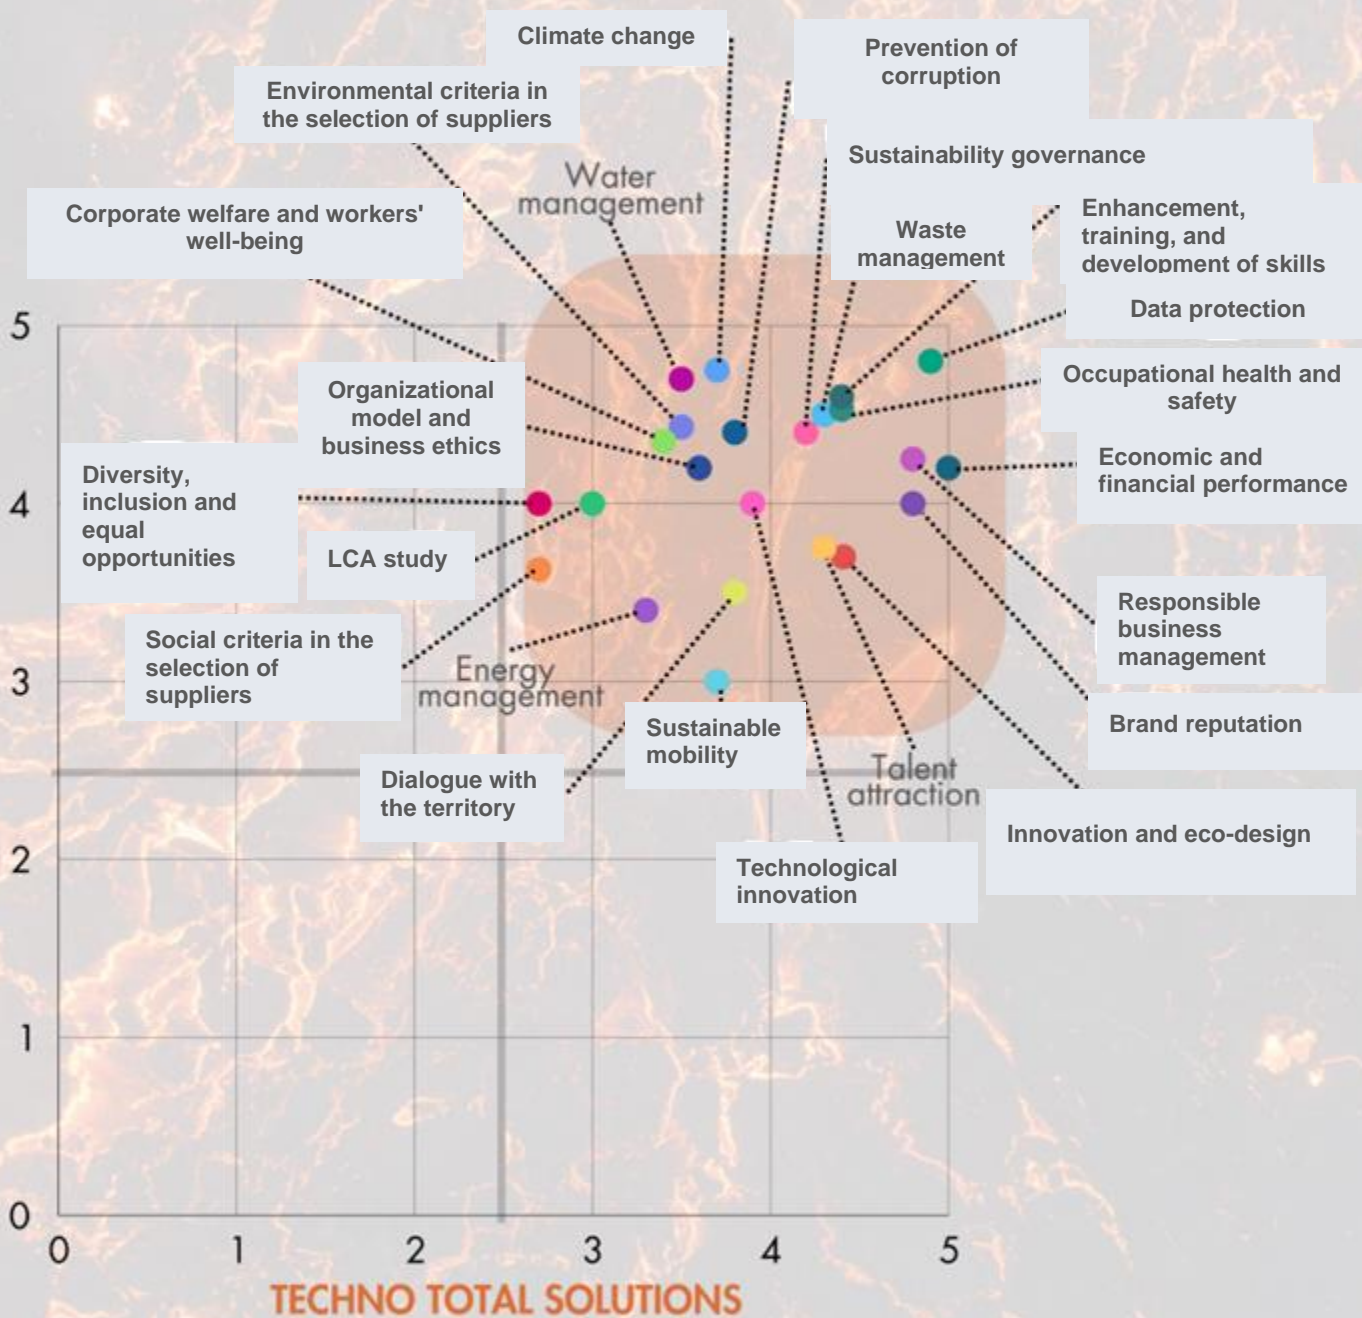 Climate change
Prevention of
corruption
Environmental criteria in
the selection of suppliers
Sustainability governance
Water
management
Corporate welfare and workers'
well-being
Waste
management
Enhancement,
training, and
development of skills
Data protection
5
Organizational
model and
business ethics
Occupational health and
safety
Economic and
financial performance
Diversity,
inclusion and
equal
opportunities
4
LCA study
Responsible
business
management
Social criteria in the
selection of
suppliers
Energy
management
3
Brand reputation
Sustainable
mobility
Dialogue with
the territory
Talent
attraction
Innovation and eco-design
2
Technological
innovation
1
0
0 1 2 3 4 5
TECHNO TOTAL SOLUTIONS